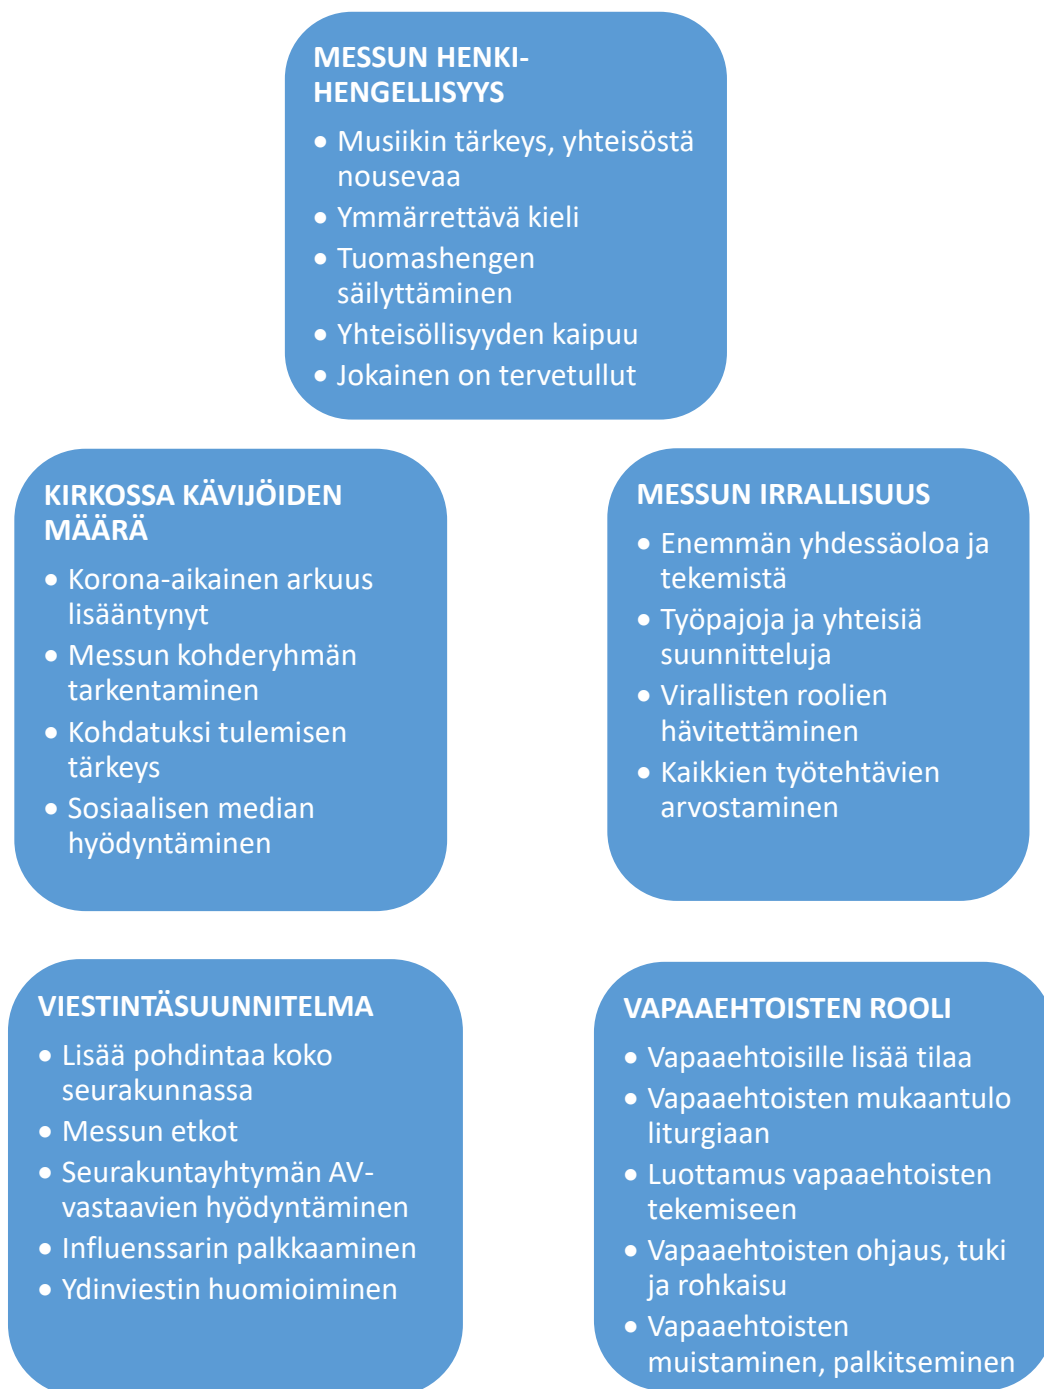 MESSUN HENKI-
HENGELLISYYS
• Musiikin tärkeys, yhteisöstä
nousevaa
• Ymmärrettävä kieli
• Tuomashengen
säilyttäminen
• Yhteisöllisyyden kaipuu
• Jokainen on tervetullut
KIRKOSSA KÄVIJÖIDEN
MÄÄRÄ
• Korona-aikainen arkuus
lisääntynyt
• Messun kohderyhmän
tarkentaminen
• Kohdatuksi tulemisen
tärkeys
• Sosiaalisen median
hyödyntäminen
MESSUN IRRALLISUUS
• Enemmän yhdessäoloa ja
tekemistä
• Työpajoja ja yhteisiä
suunnitteluja
• Virallisten roolien
hävitettäminen
• Kaikkien työtehtävien
arvostaminen
VIESTINTÄSUUNNITELMA
• Lisää pohdintaa koko
seurakunnassa
• Messun etkot
• Seurakuntayhtymän AV-
vastaavien hyödyntäminen
• Influenssarin palkkaaminen
• Ydinviestin huomioiminen
VAPAAEHTOISTEN ROOLI
• Vapaaehtoisille lisää tilaa
• Vapaaehtoisten mukaantulo
liturgiaan
• Luottamus vapaaehtoisten
tekemiseen
• Vapaaehtoisten ohjaus, tuki
ja rohkaisu
• Vapaaehtoisten
muistaminen, palkitseminen